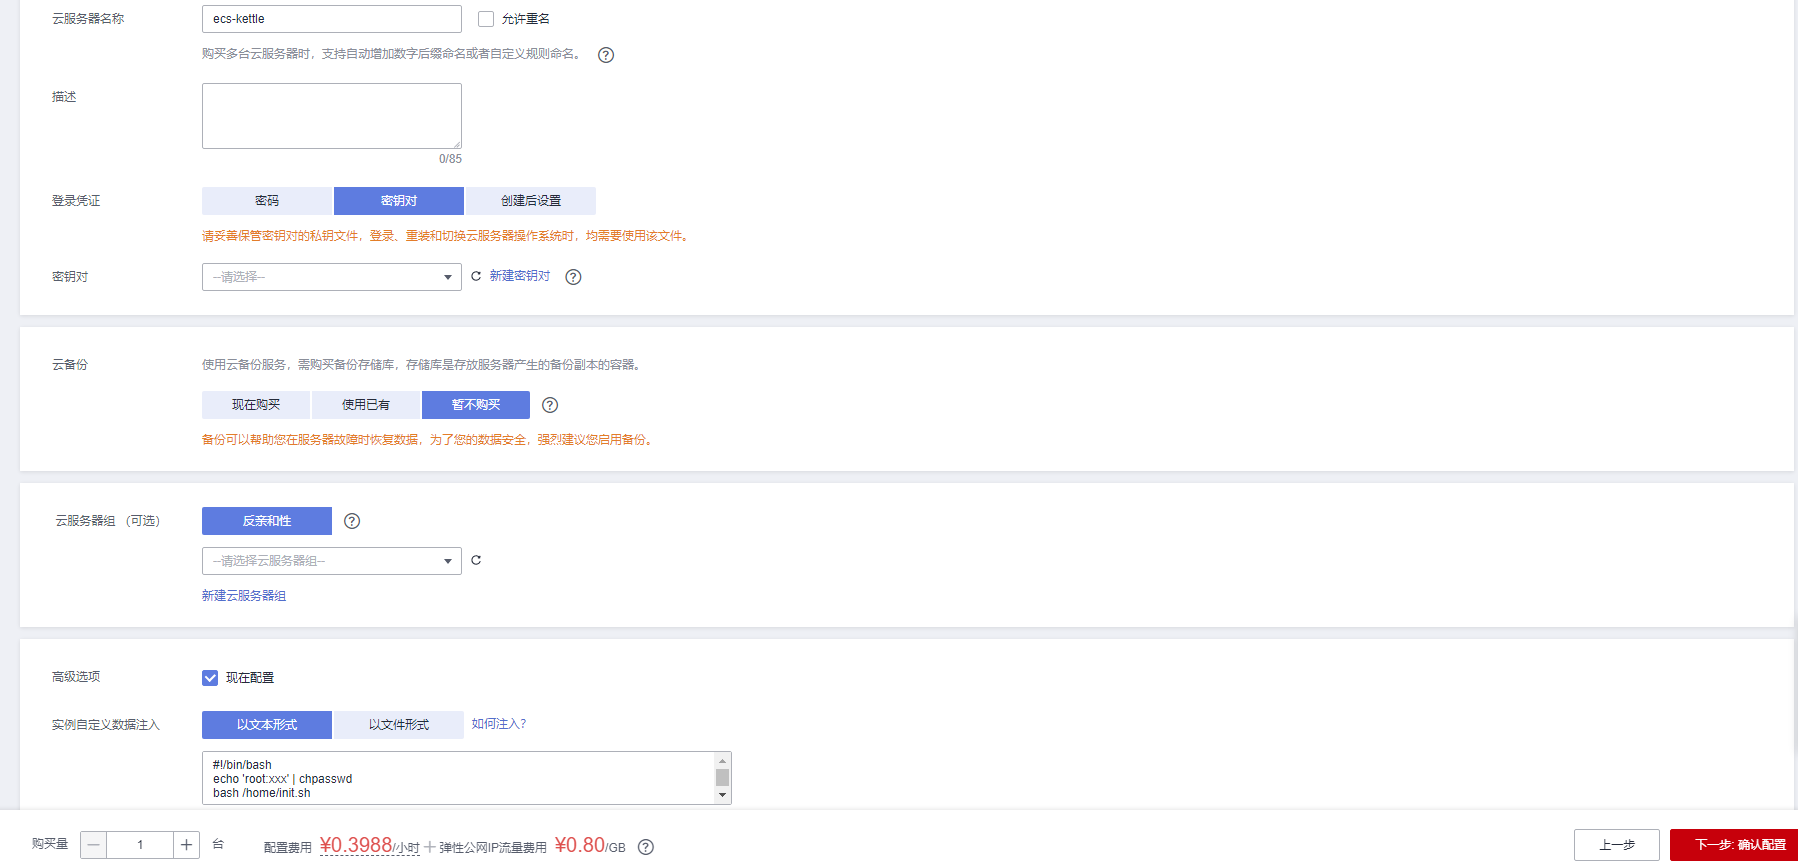 云服务器名称 ecs-kettle 允许重名
购买多台云服务器时，支持自动增加数字后缀命名或者自定义规则命名。
描述
0/85
登录凭证 密码 密钥对 创建后设置
请妥善保管密钥对的私钥文件，登录、重装和切换云服务器操作系统时，均需要使用该文件。
密钥对 --请选择-- 新建密钥对
云备份 使用云备份服务，需购买备份存储库，存储库是存放服务器产生的备份副本的容器。
现在购买 使用已有 暂不购买
备份可以帮助您在服务器故障时恢复数据，为了您的数据安全，强烈建议您启用备份。
云服务器组 （可选） 反亲和性
--请选择云服务器组--
新建云服务器组
高级选项 现在配置
实例自定义数据注入 以文本形式 以文件形式 如何注入?
#!/bin/bash
echo 'root:xxx' | chpasswd
bash /home/init.sh
购买量 1 台 配置费用 ¥0.3988/小时 + 弹性公网IP流量费用 ¥0.80/GB 上一步 下一步: 确认配置